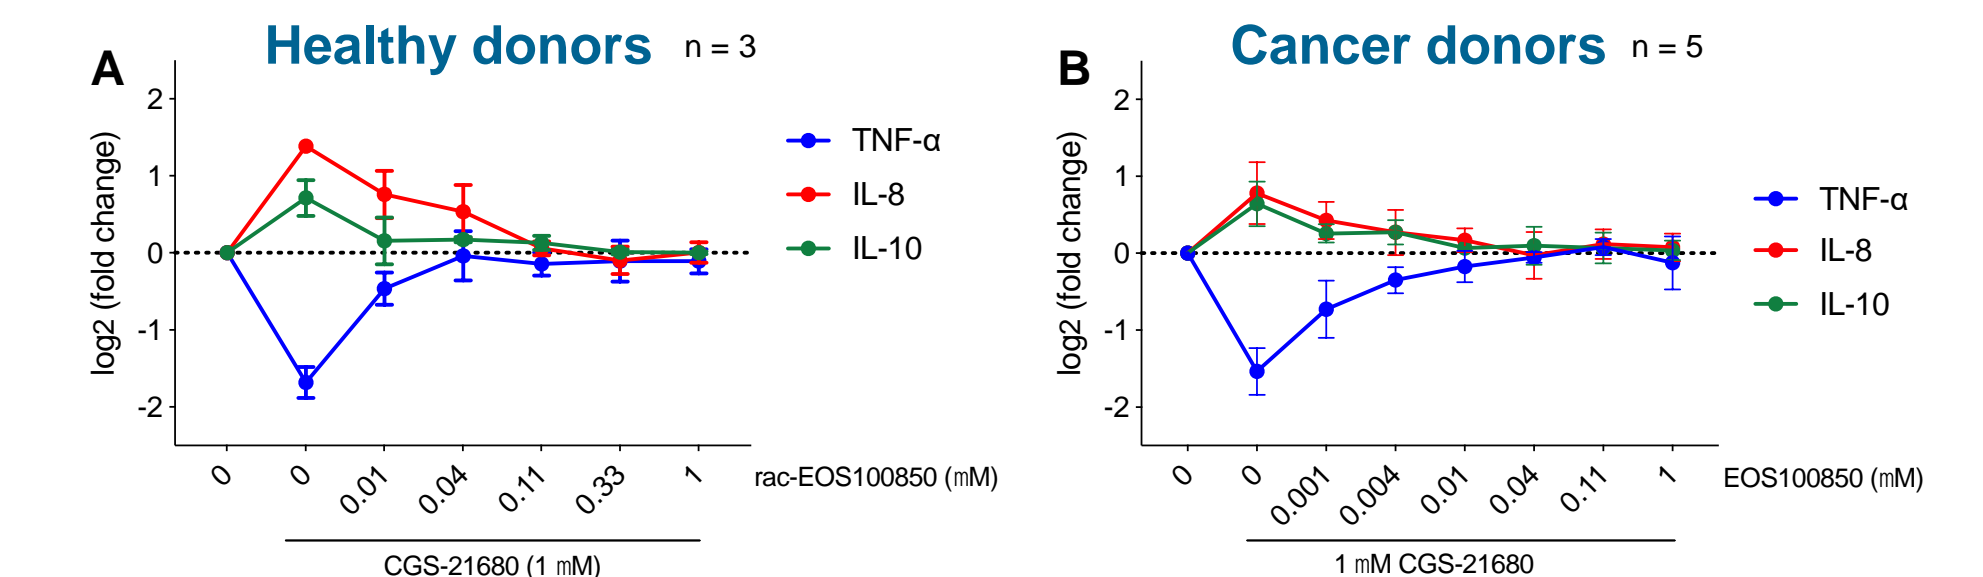 A
Healthy donors n = 3
log2 (fold change)
2
1
0
-1
-2
TNF-α
IL-8
IL-10
0 0 0.01 0.04 0.11 0.33 1 rac-EOS100850 (mM)
CGS-21680 (1 mM)
B
Cancer donors n = 5
log2 (fold change)
2
1
0
-1
-2
TNF-α
IL-8
IL-10
0 0 0.001 0.004 0.01 0.04 0.11 1 EOS100850 (mM)
1 mM CGS-21680